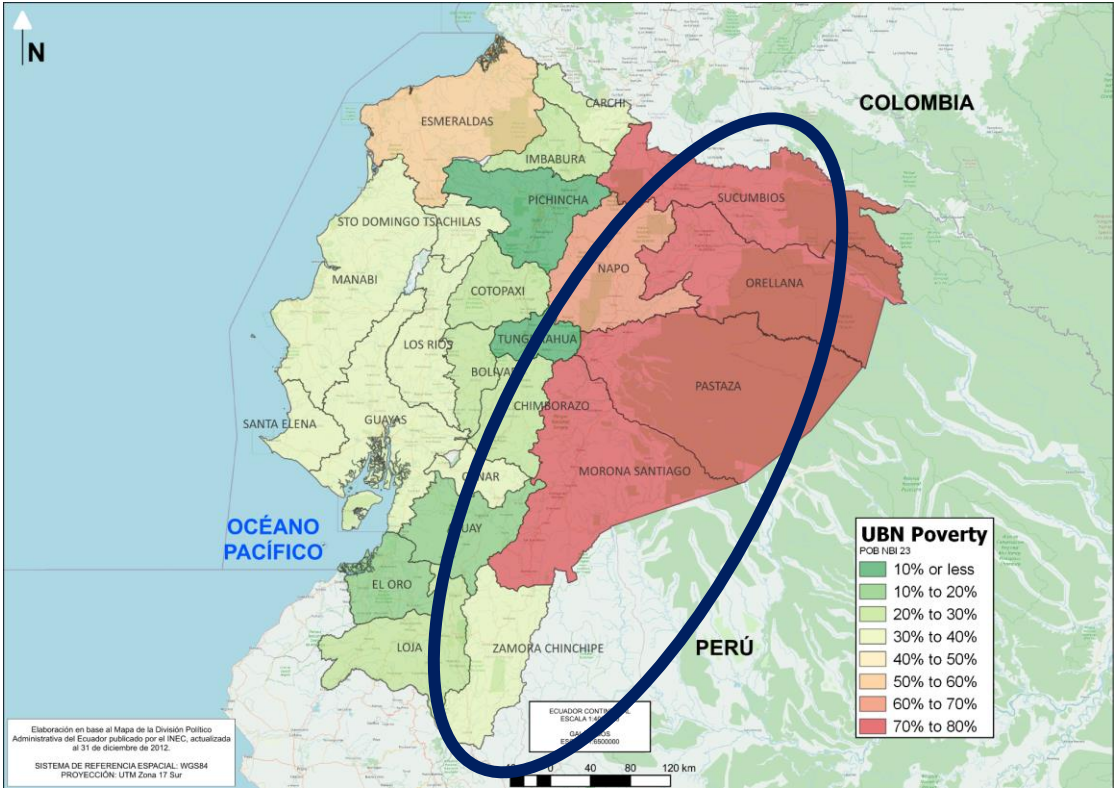 N
COLOMBIA
CARCHI
ESMERALDAS
IMBABURA
PICHINCHA
SUCUMBIOS
STO DOMINGO TSACHILAS
NAPO
MANABI
COTOPAXI
ORELLANA
TUNGURAHUA
LOS RIOS
BOLIVAR
PASTAZA
CHIMBORAZO
SANTA ELENA
GUAYAS
MORONA SANTIAGO
CAÑAR
OCÉANO
PACÍFICO
AZUAY
EL ORO
LOJA
ZAMORA CHINCHIPE
PERÚ
UBN Poverty
POB NBI 23
10% or less
10% to 20%
20% to 30%
30% to 40%
40% to 50%
50% to 60%
60% to 70%
70% to 80%
Elaboración en base al Mapa de la División Político
Administrativa del Ecuador publicado por el INEC, actualizada
al 31 de diciembre de 2012.
SISTEMA DE REFERENCIA ESPACIAL: WGS84
PROYECCIÓN: UTM Zona 17 Sur
ECUADOR
ESCALA
0 40 80 120 km